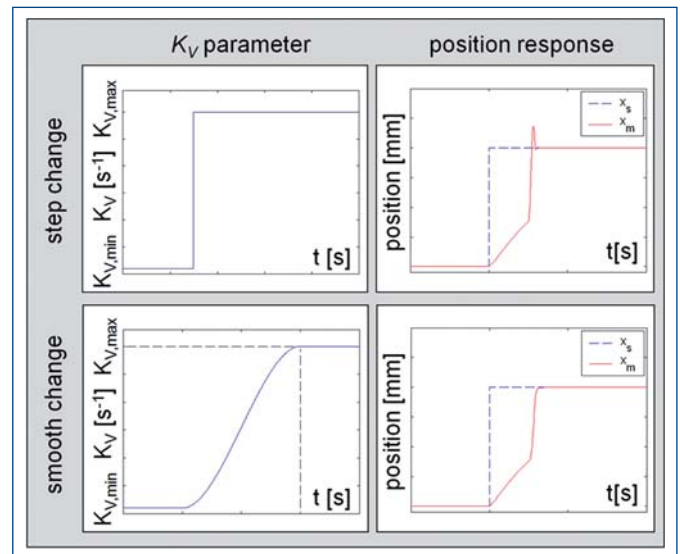 K_V parameter
position response
step change
K_V,min K_V [s⁻¹] K_V,max
t [s]
position [mm]
x_s
x_m
t[s]
smooth change
K_V,min K_V [s⁻¹] K_V,max
t [s]
position [mm]
x_s
x_m
t[s]